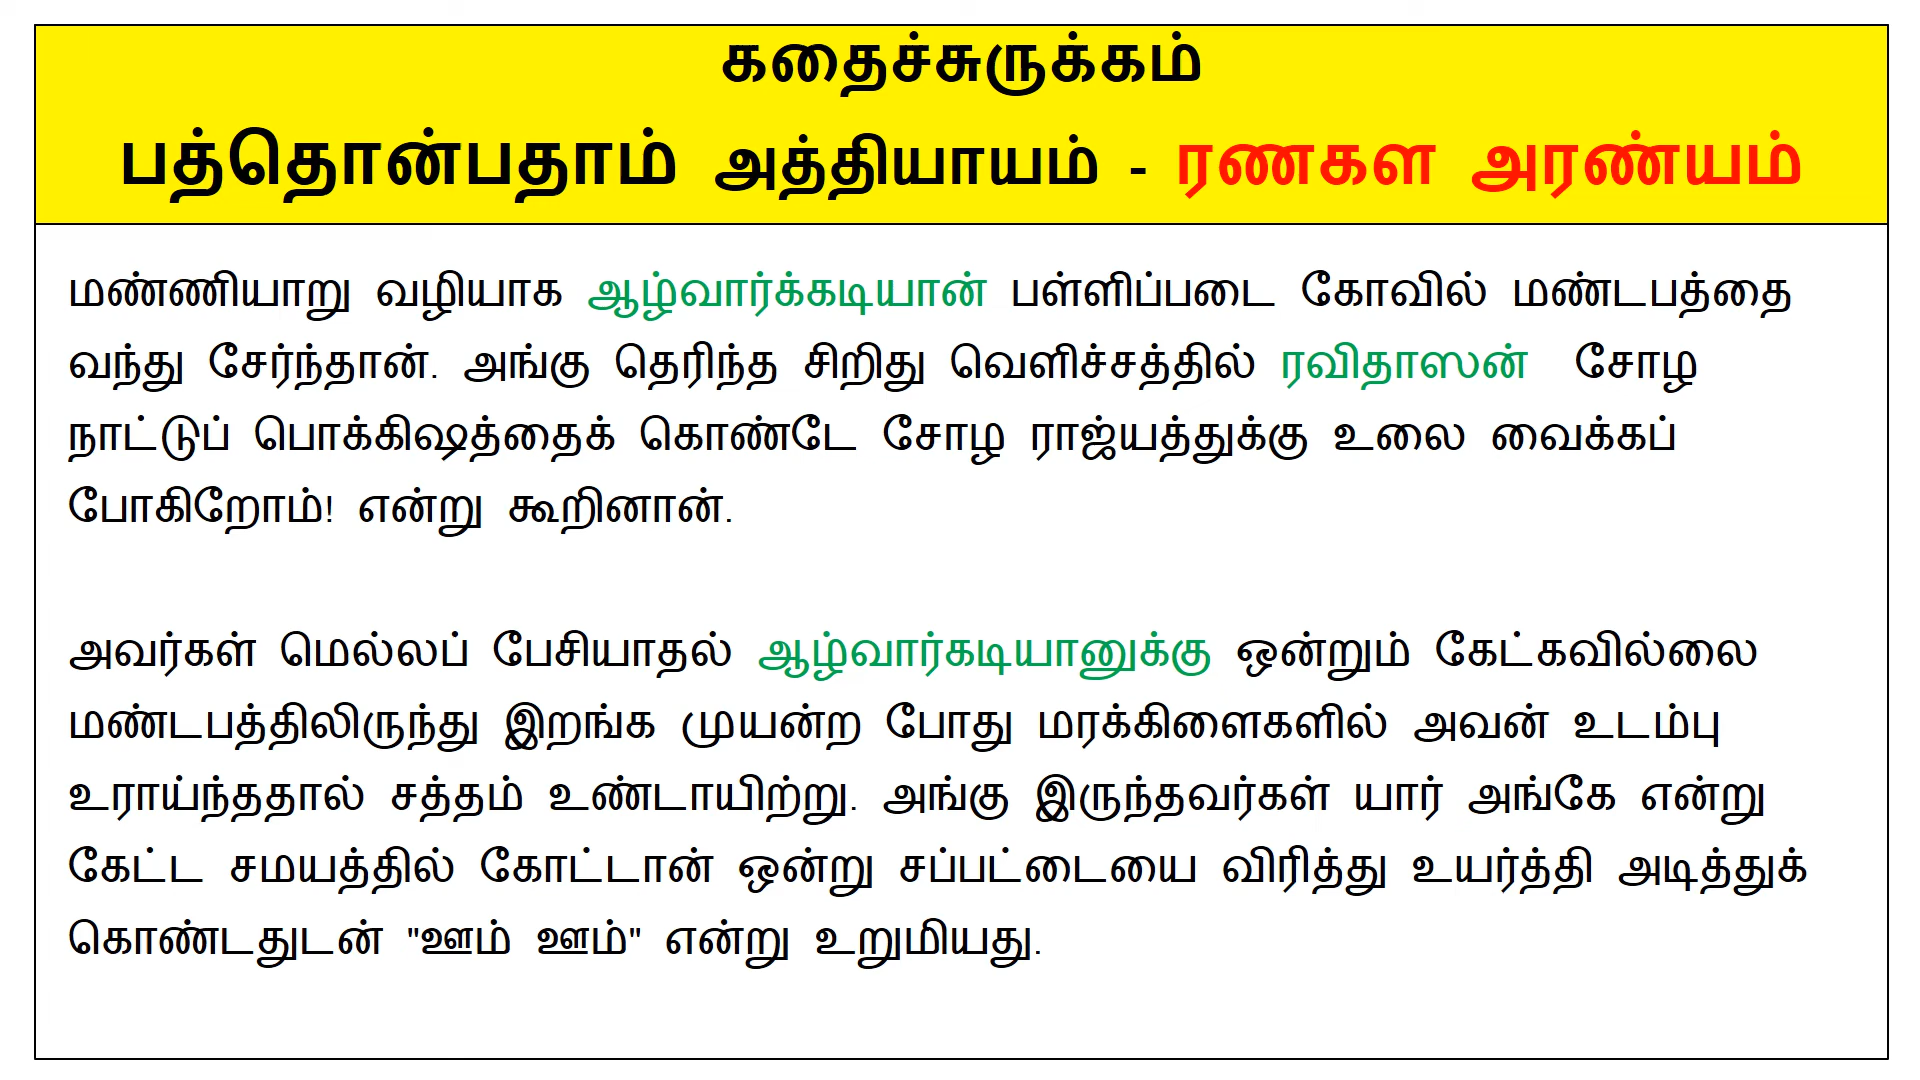 கதைச்சுருக்கம்
பத்தொன்பதாம் அத்தியாயம் - ரணகள அரண்யம்
மண்ணியாறு வழியாக ஆழ்வார்க்கடியான் பள்ளிப்படை கோவில் மண்டபத்தை
வந்து சேர்ந்தான். அங்கு தெரிந்த சிறிது வெளிச்சத்தில் ரவிதாஸன் சோழ
நாட்டுப் பொக்கிஷத்தைக் கொண்டே சோழ ராஜ்யத்துக்கு உலை வைக்கப்
போகிறோம்! என்று கூறினான்.
அவர்கள் மெல்லப் பேசியாதல் ஆழ்வார்கடியானுக்கு ஒன்றும் கேட்கவில்லை
மண்டபத்திலிருந்து இறங்க முயன்ற போது மரக்கிளைகளில் அவன் உடம்பு
உராய்ந்ததால் சத்தம் உண்டாயிற்று. அங்கு இருந்தவர்கள் யார் அங்கே என்று
கேட்ட சமயத்தில் கோட்டான் ஒன்று சப்பட்டையை விரித்து உயர்த்தி அடித்துக்
கொண்டதுடன் "ஊம் ஊம்" என்று உறுமியது.